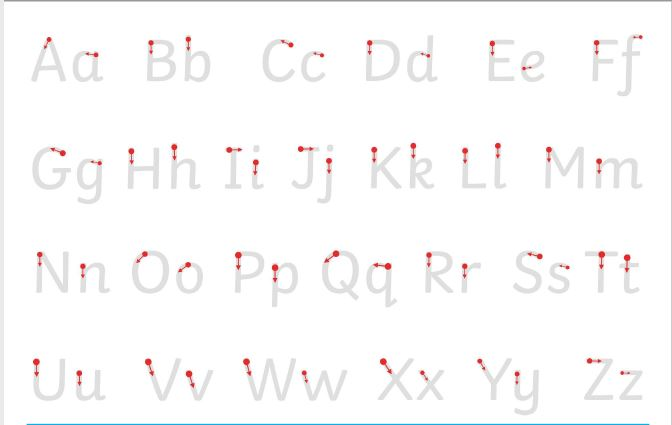 Aa Bb Cc Dd Ee Ff
Gg Hh Ii Jj Kk Ll Mm
Nn Oo Pp Qq Rr Ss Tt
Uu Vv Ww Xx Yy Zz